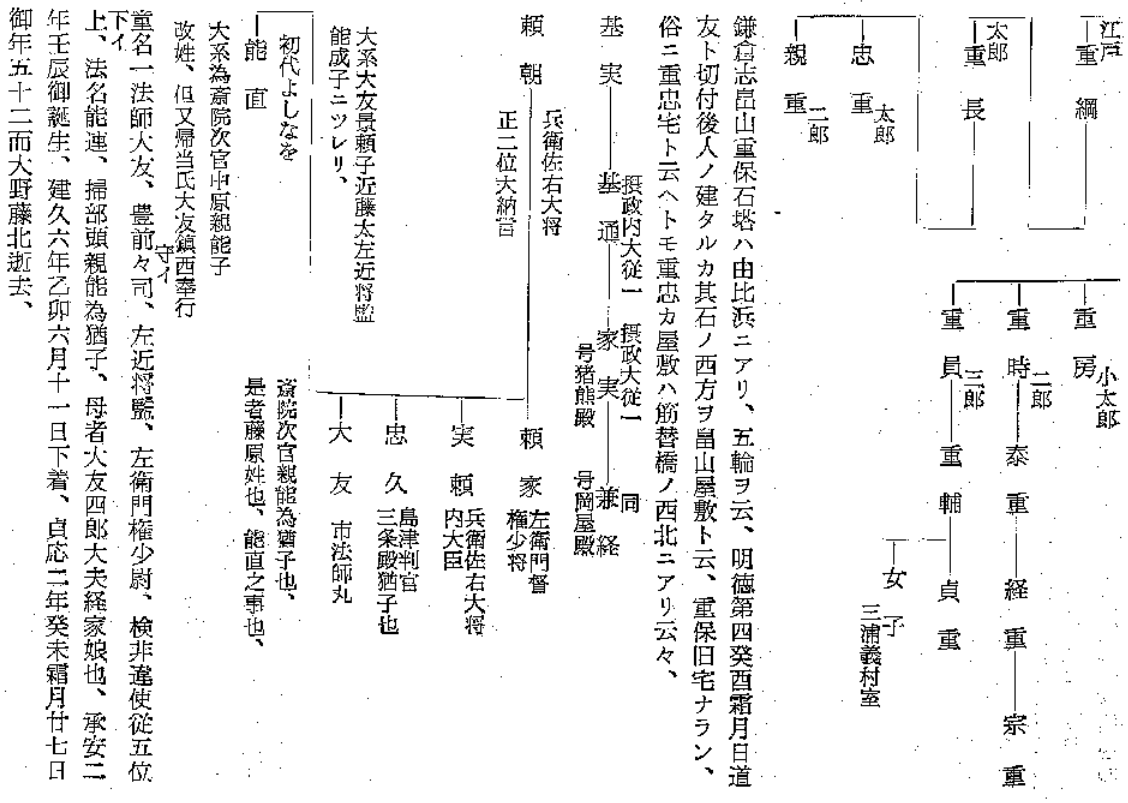 江戸
重綱
太郎
重長
忠重
太郎
親重
二郎
重房
小太郎
重時
二郎
泰重
経重
宗重
重員
三郎
重輔
貞重
女子
三浦義村室
鎌倉志畠山重保石塔ハ由比浜ニアリ、五輪ヲ云、明徳第四癸酉霜月日道
友ト切付後人ノ建タルカ其石ノ西方ヲ畠山屋敷ト云、重保旧宅ナラン、
俗ニ重忠宅ト云ヘトモ重忠カ屋敷ハ筋替橋ノ西北ニアリ云々、
基実
摂政内大従一
基通
摂政大従一
家実
号猪熊殿
同
兼経
号岡屋殿
頼朝
兵衛佐右大将
正二位大納言
頼家
左衛門督
権少将
実頼
兵衛佐右大将
内大臣
忠久
島津判官
三条殿猶子也
大友
市法師丸
大系大友景頼子近藤太左近将監
能成子ニツレリ、
初代よしなを
能直
斎院次官親能為猶子也、
是者藤原姓也、能直之事也、
大系為斎院次官中原親能子
改姓、但又帰当氏大友鎮西奉行
守イ
童名一法師大友、豊前々司、左近将監、左衛門権少尉、検非違使従五位
下イ
上、法名能連、掃部頭親能為猶子、母者大友四郎大夫経家娘也、承安二
年壬辰御誕生、建久六年乙卯六月十一日下着、貞応二年癸未霜月廿七日
御年五十二而大野藤北逝去、